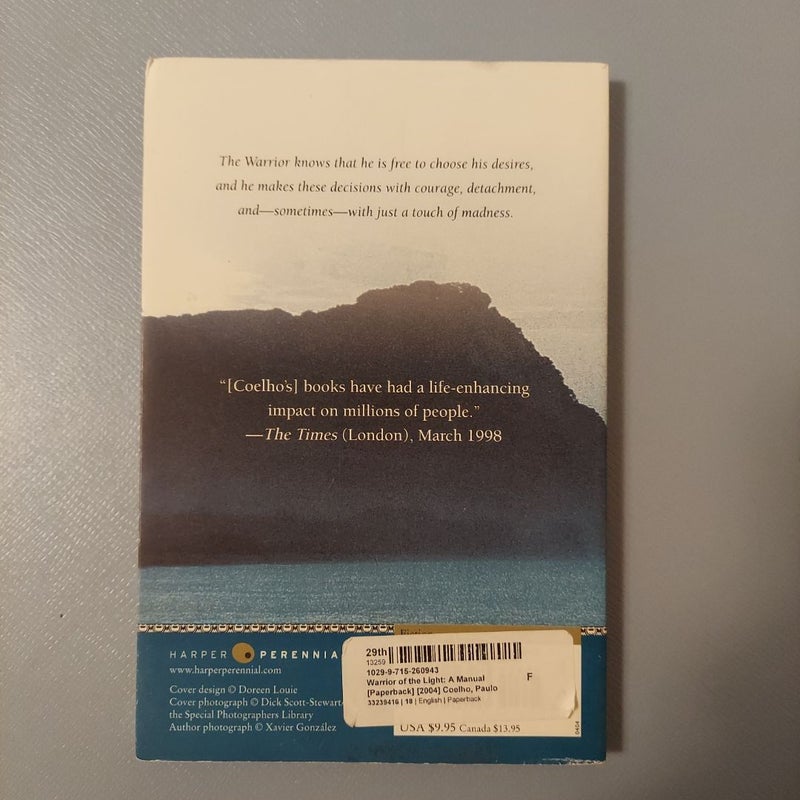 The Warrior knows that he is free to choose his desires,
and he makes these decisions with courage, detachment,
and—sometimes—with just a touch of madness.
“[Coelho's] books have had a life-enhancing
impact on millions of people.”
—The Times (London), March 1998
HARPER PERENNIA
www.harperperennial.com
Cover design © Doreen Louie
Cover photograph © Dick Scott-Stewart
the Special Photographers Library
Author photograph © Xavier González
Fiction
29th
13259
1029-9-715-260943
Warrior of the Light: A Manual
[Paperback] [2004] Coelho, Paulo
F
33239416 | 18 | English | Paperback
USA $9.95 Canada $13.95
0404